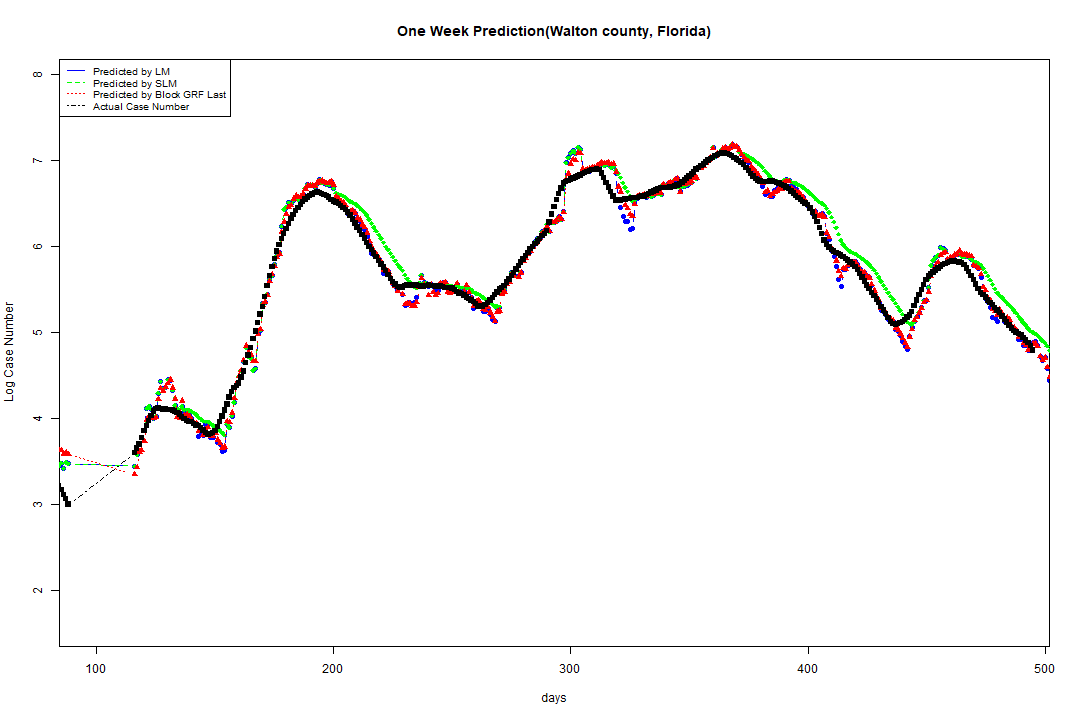 One Week Prediction(Walton county, Florida)
Predicted by LM
Predicted by SLM
Predicted by Block GRF Last
Actual Case Number
8
7
6
5
4
3
2
Log Case Number
100 200 300 400 500
days